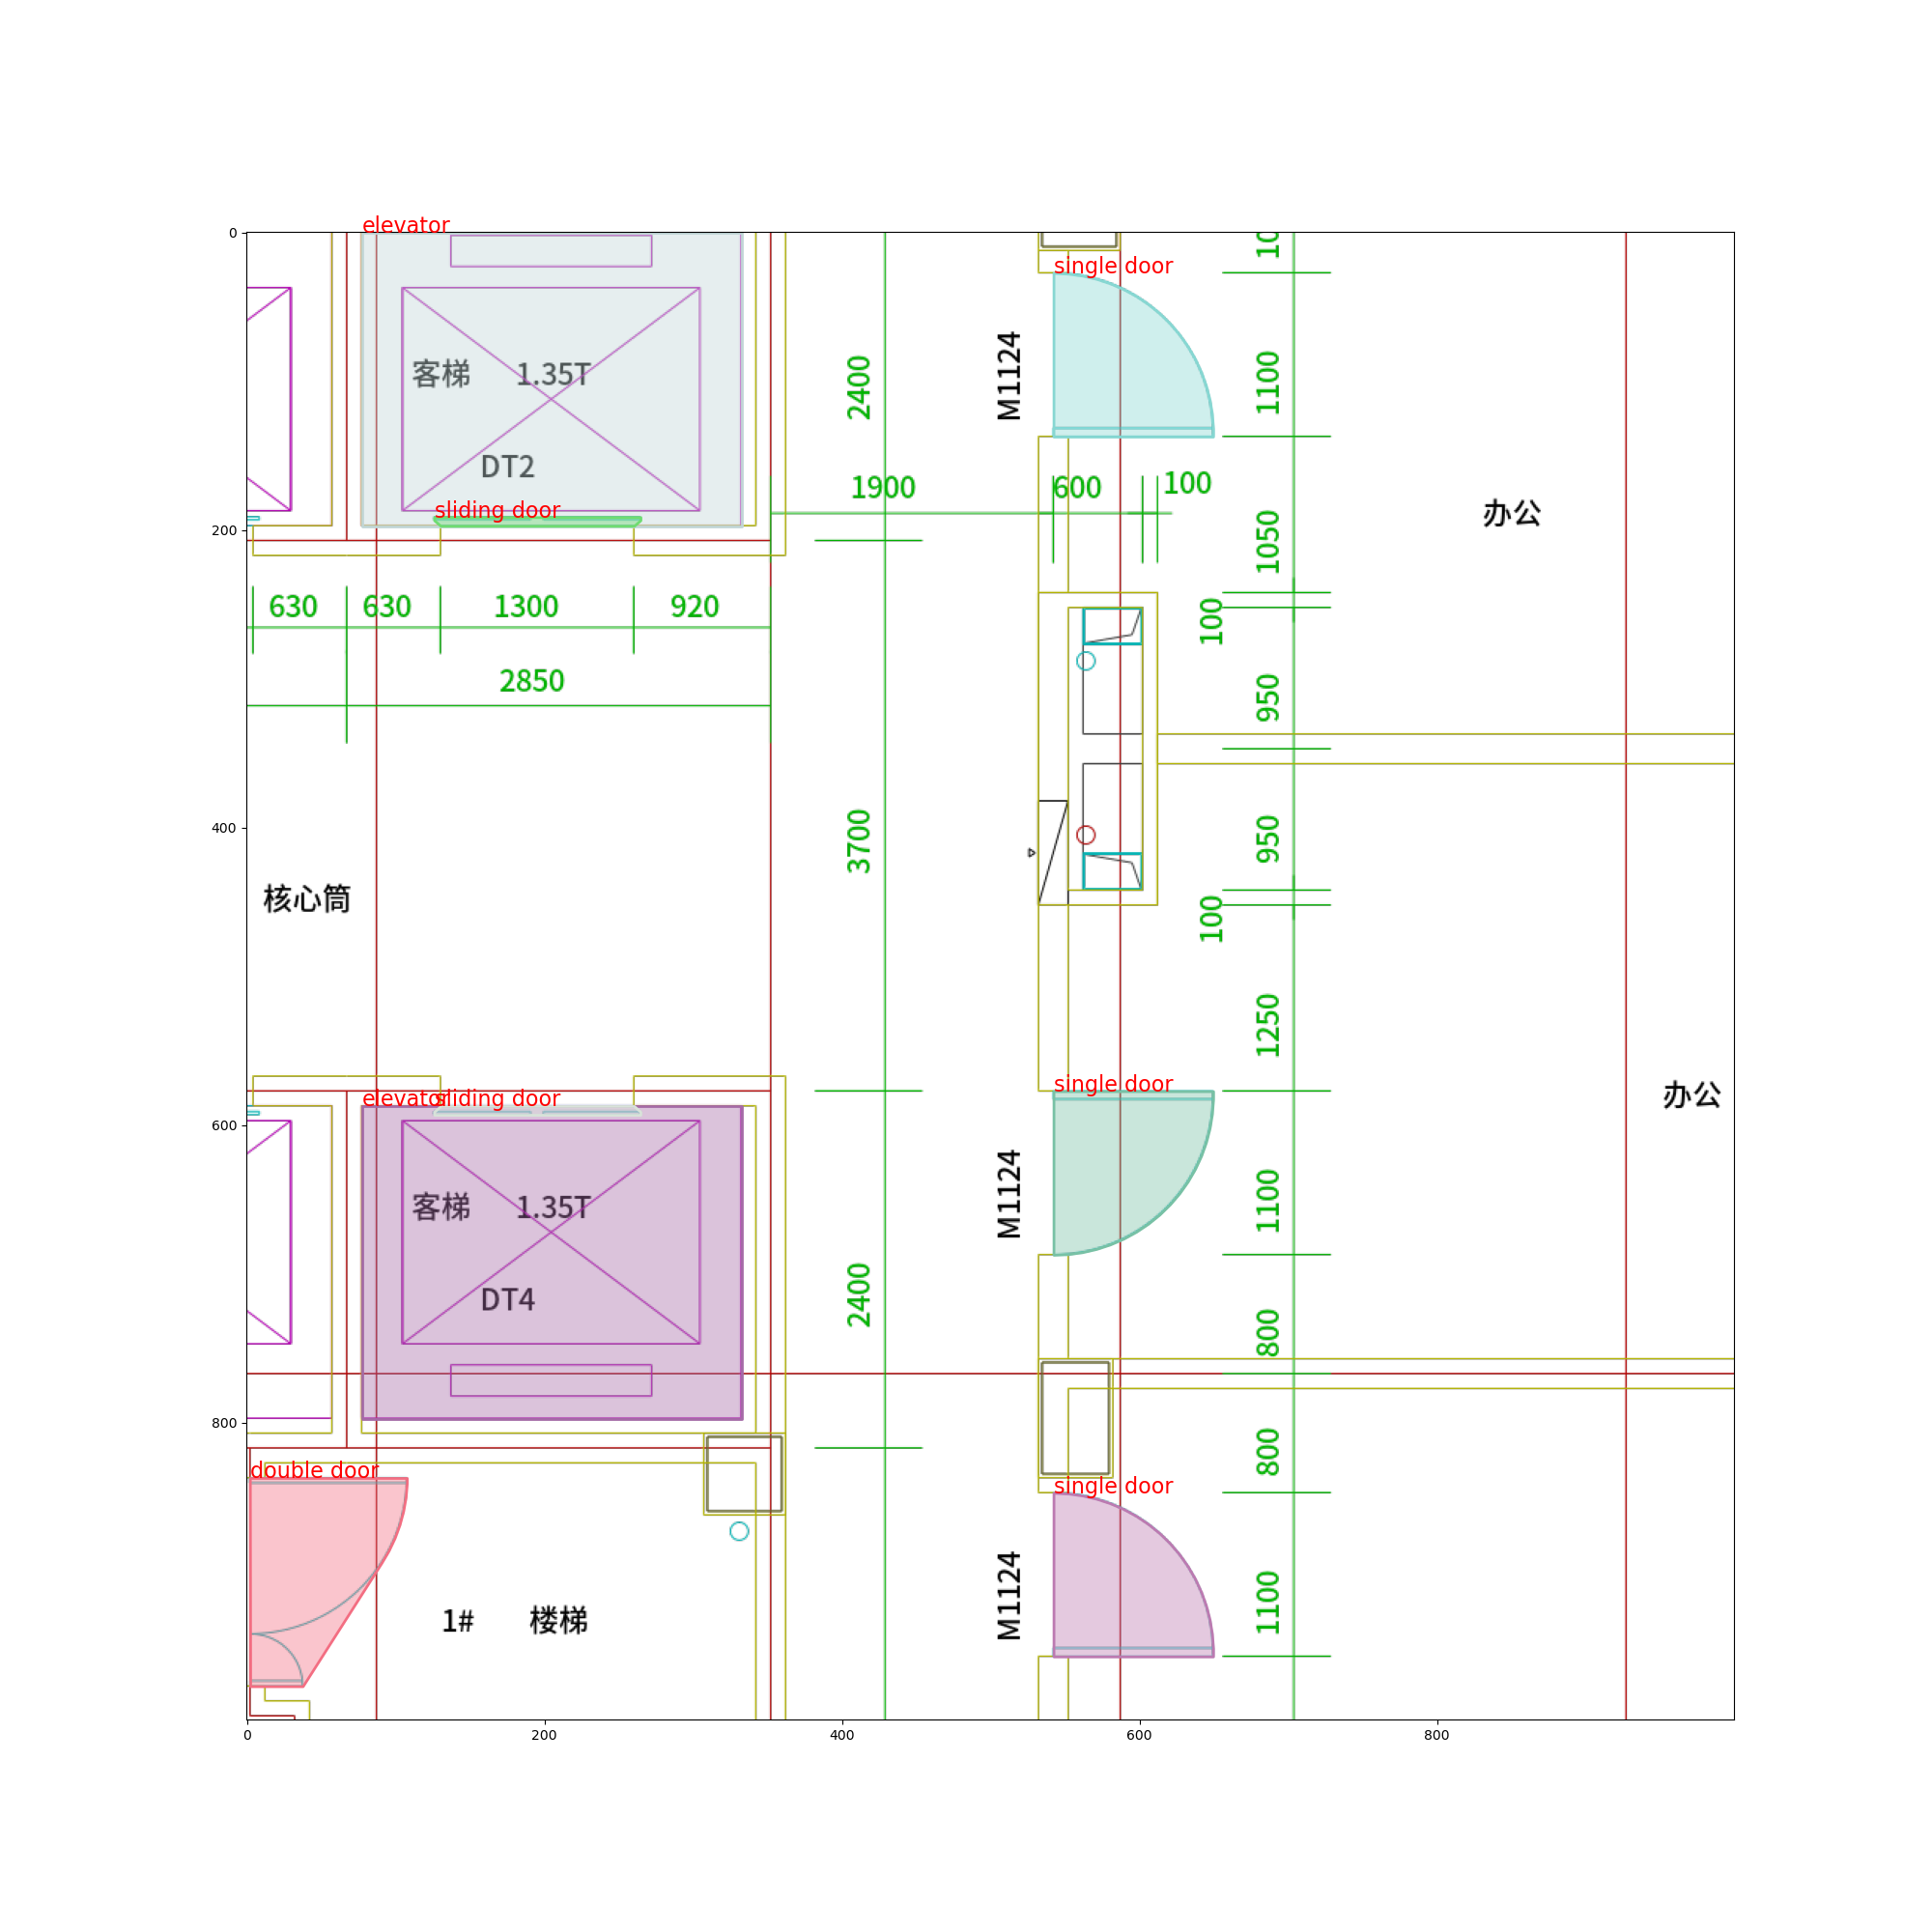 elevator
客梯 1.35T
DT2
sliding door
630
630
1300
920
2850
核心筒
elevator
sliding door
客梯 1.35T
DT4
double door
1# 楼梯
2400
3700
2400
1900
600
100
single door
M1124
single door
M1124
single door
M1124
10
1100
1050
100
950
950
100
1250
1100
800
800
1100
办公
办公
0
200
400
600
800
0
200
400
600
800